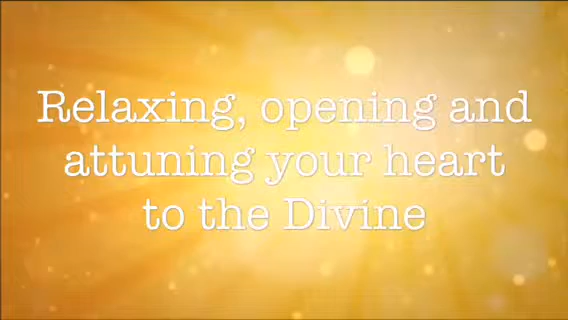 Relaxing, opening and
attuning your heart
to the Divine